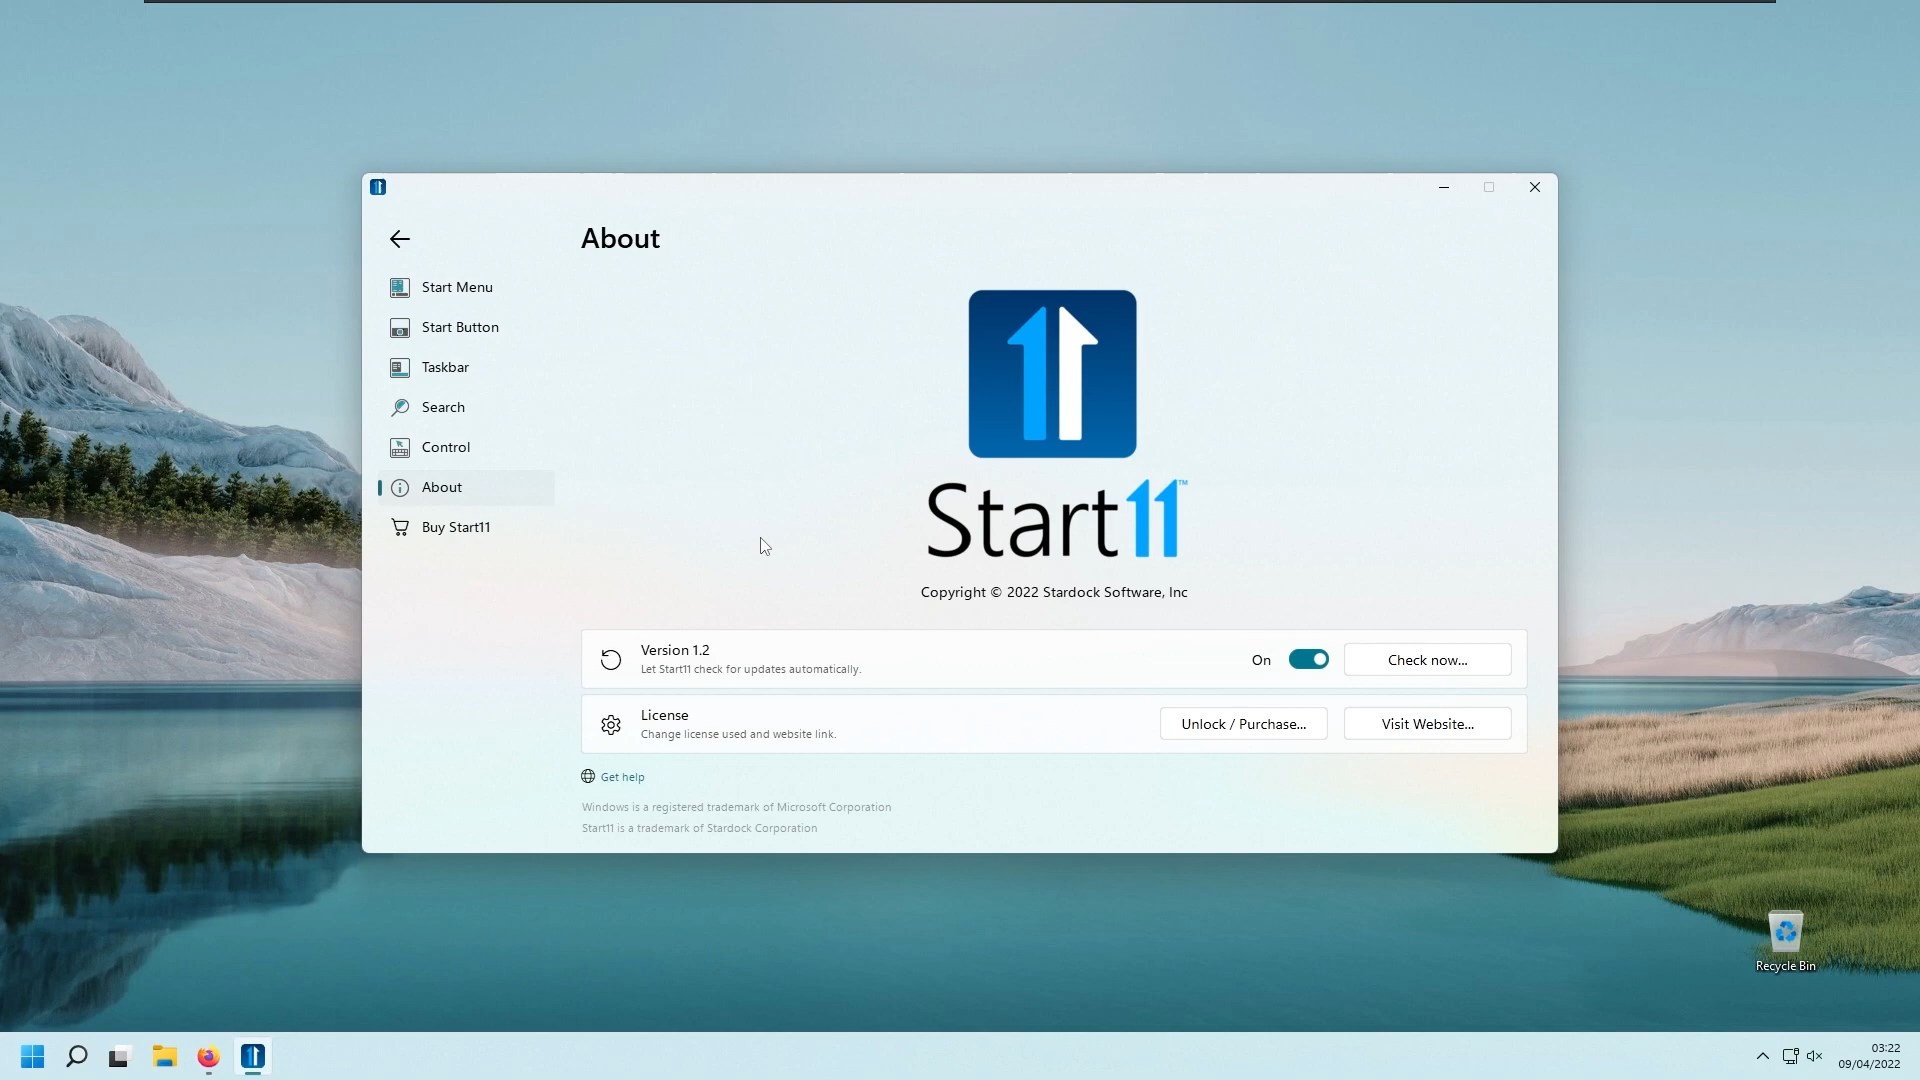 About
Start Menu
Start Button
Taskbar
Search
Control
About
Buy Start11
Start11™
Copyright © 2022 Stardock Software, Inc
Version 1.2
Let Start11 check for updates automatically.
On
Check now...
License
Change license used and website link.
Unlock / Purchase...
Visit Website...
Get help
Windows is a registered trademark of Microsoft Corporation
Start11 is a trademark of Stardock Corporation
Recycle Bin
03:22
09/04/2022